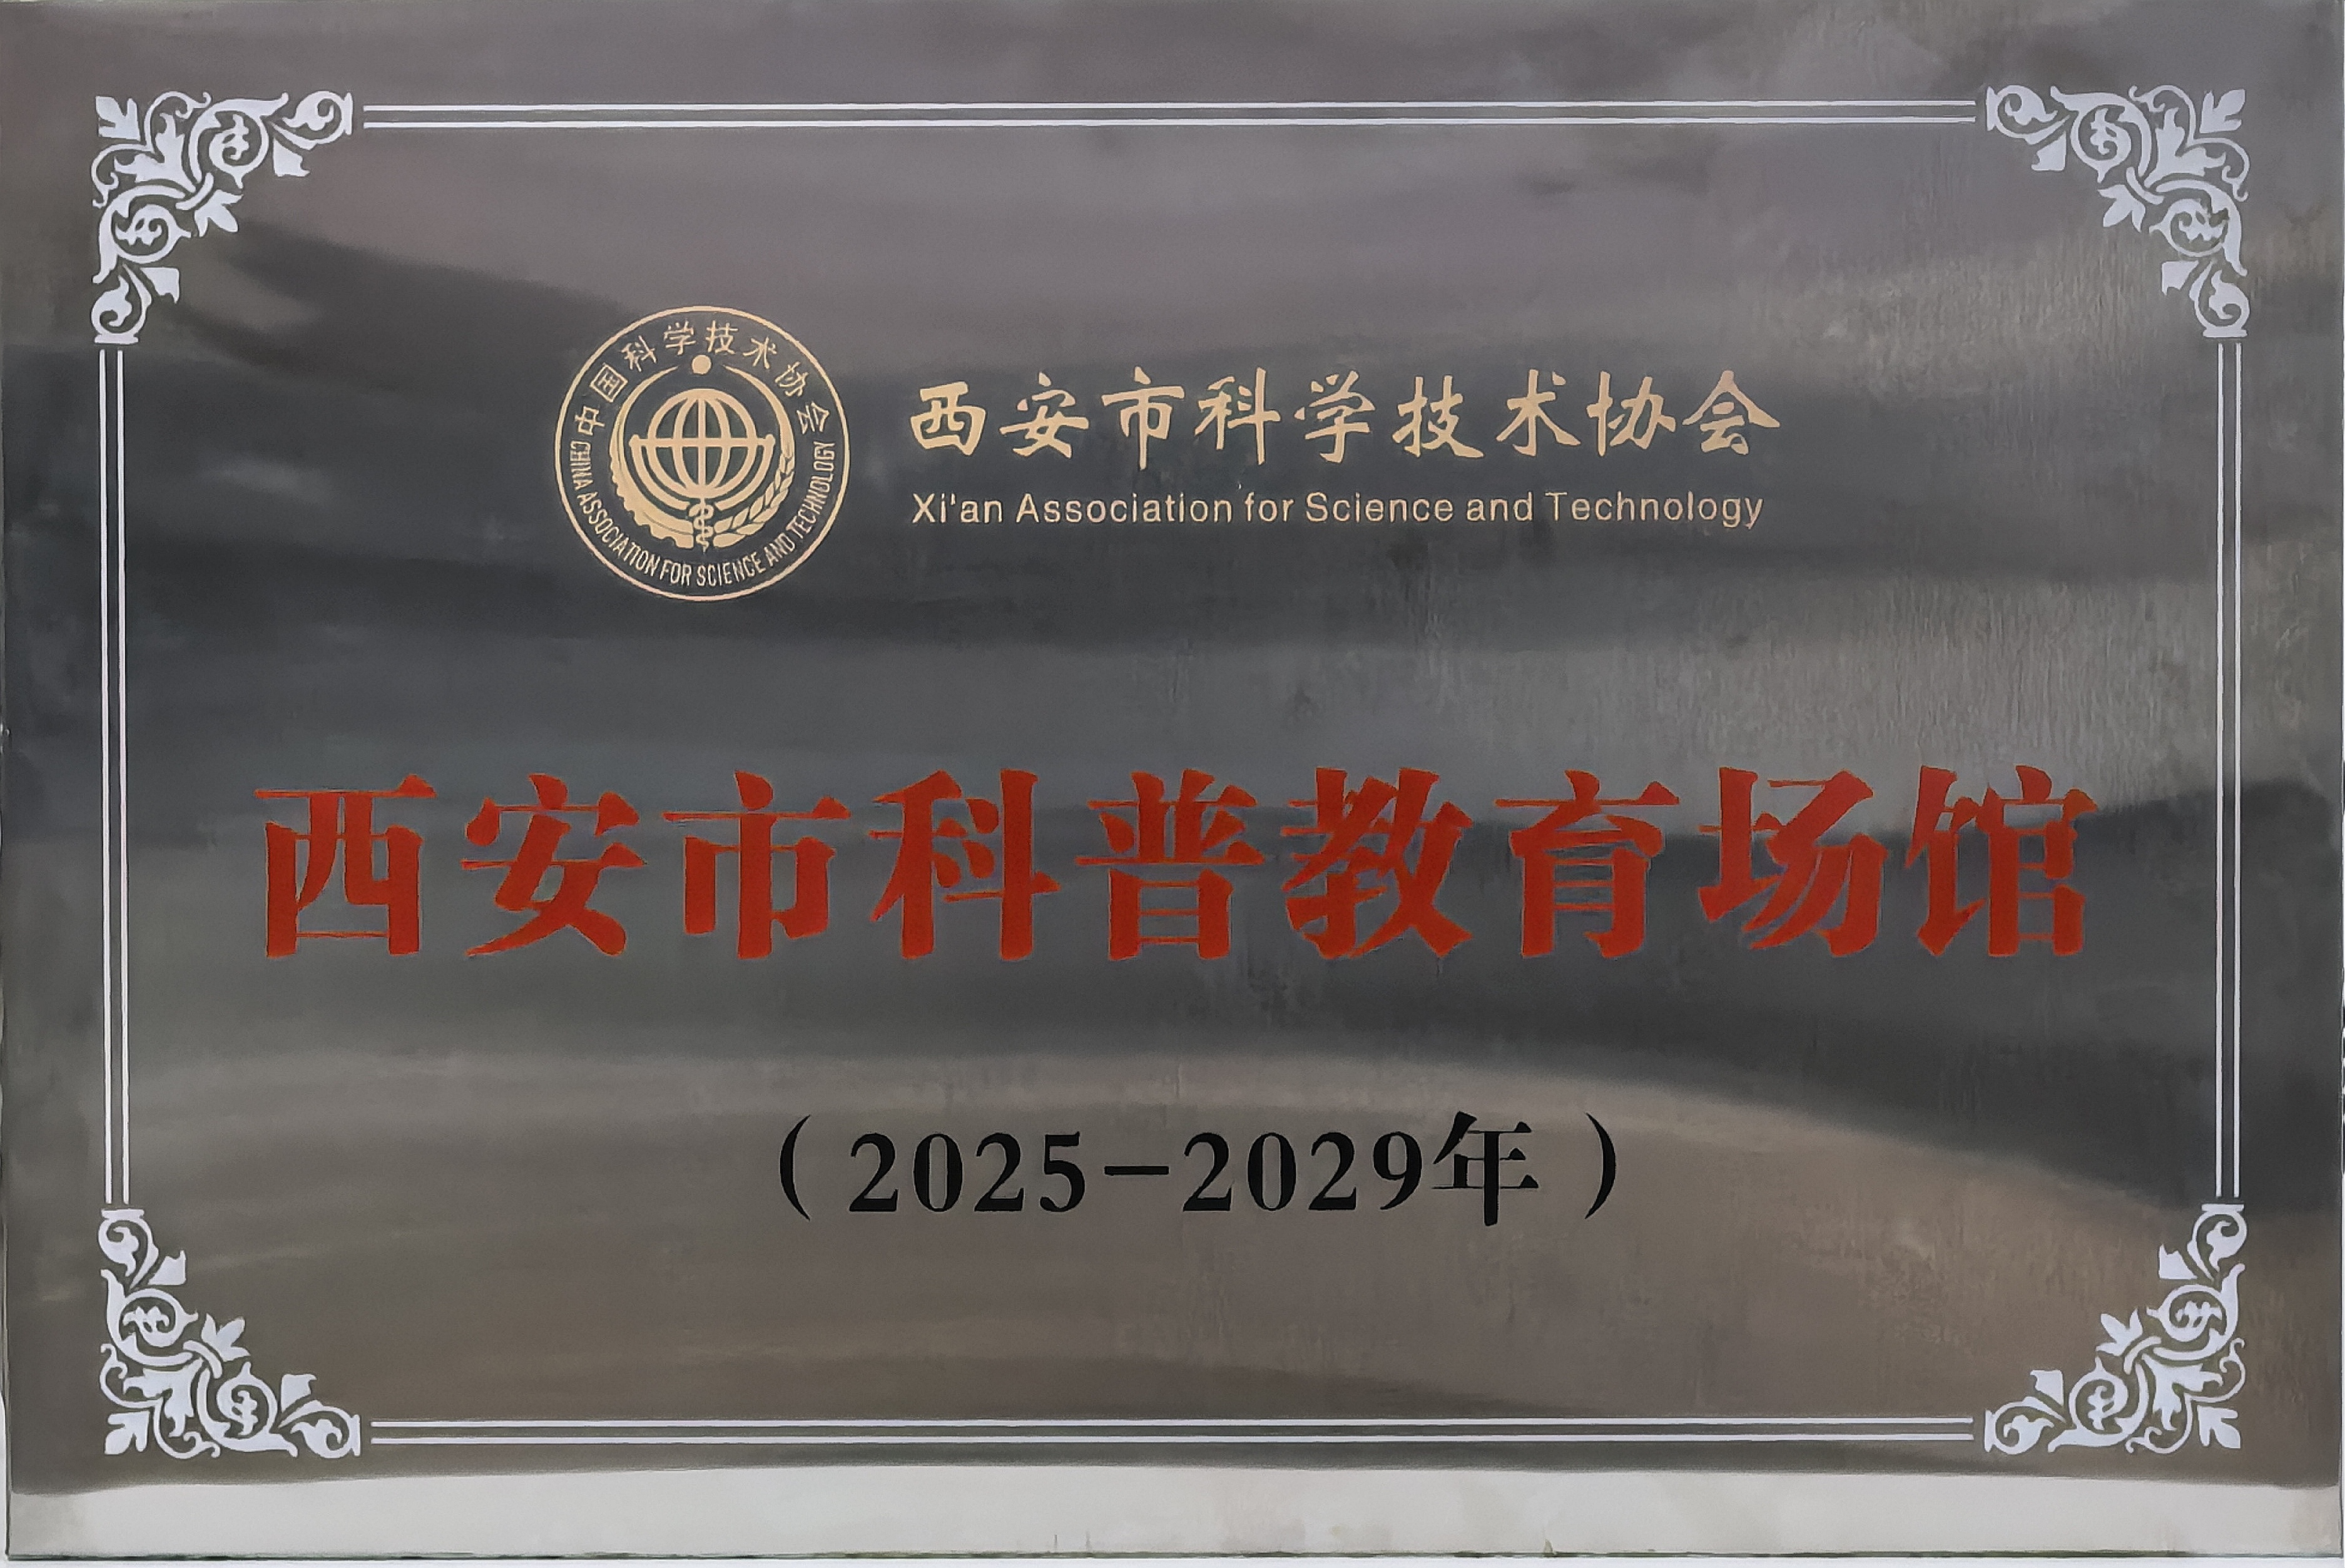 中国科学技术协会
CHINA ASSOCIATION FOR SCIENCE AND TECHNOLOGY
西安市科学技术协会
Xi'an Association for Science and Technology
西安市科普教育场馆
（2025-2029年）